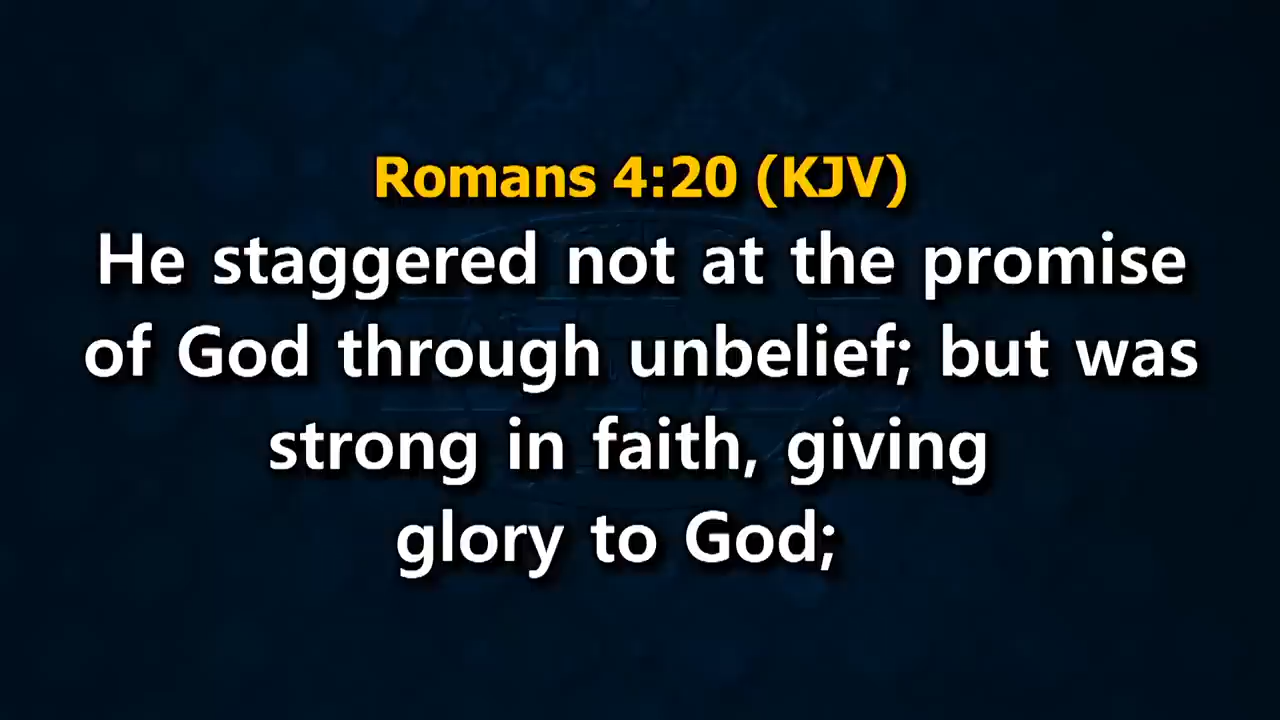 Romans 4:20 (KJV)
He staggered not at the promise
of God through unbelief; but was
strong in faith, giving
glory to God;